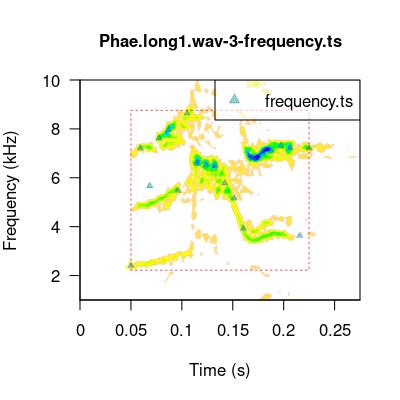 Phae.long1.wav-3-frequency.ts
frequency.ts
Frequency (kHz)
10
8
6
4
2
0 0.05 0.1 0.15 0.2 0.25
Time (s)